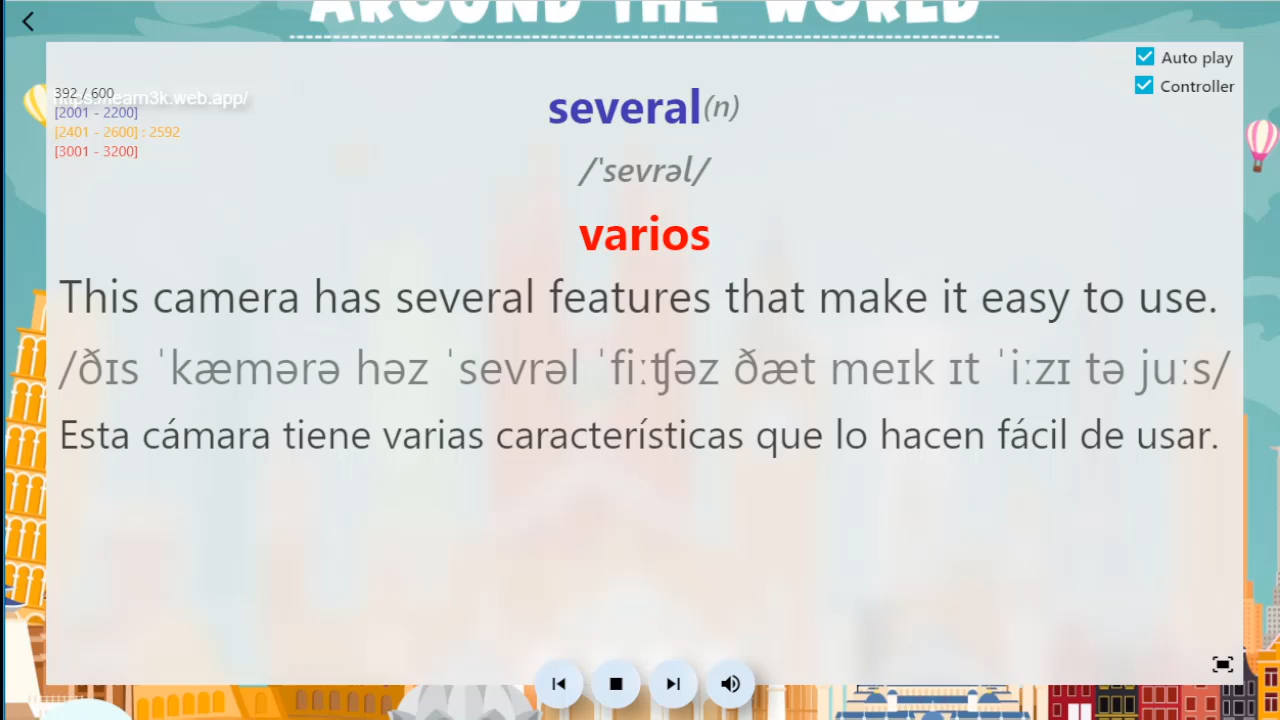 AROUND THE WORLD
Auto play
Controller
392 / 600
https://learn3k.web.app/
[2001 - 2200]
[2401 - 2600] : 2592
[3001 - 3200]
several(n)
/ˈsevrəl/
varios
This camera has several features that make it easy to use.
/ðɪs ˈkæmərə həz ˈsevrəl ˈfiːʧəz ðæt meɪk ɪt ˈiːzɪ tə juːs/
Esta cámara tiene varias características que lo hacen fácil de usar.